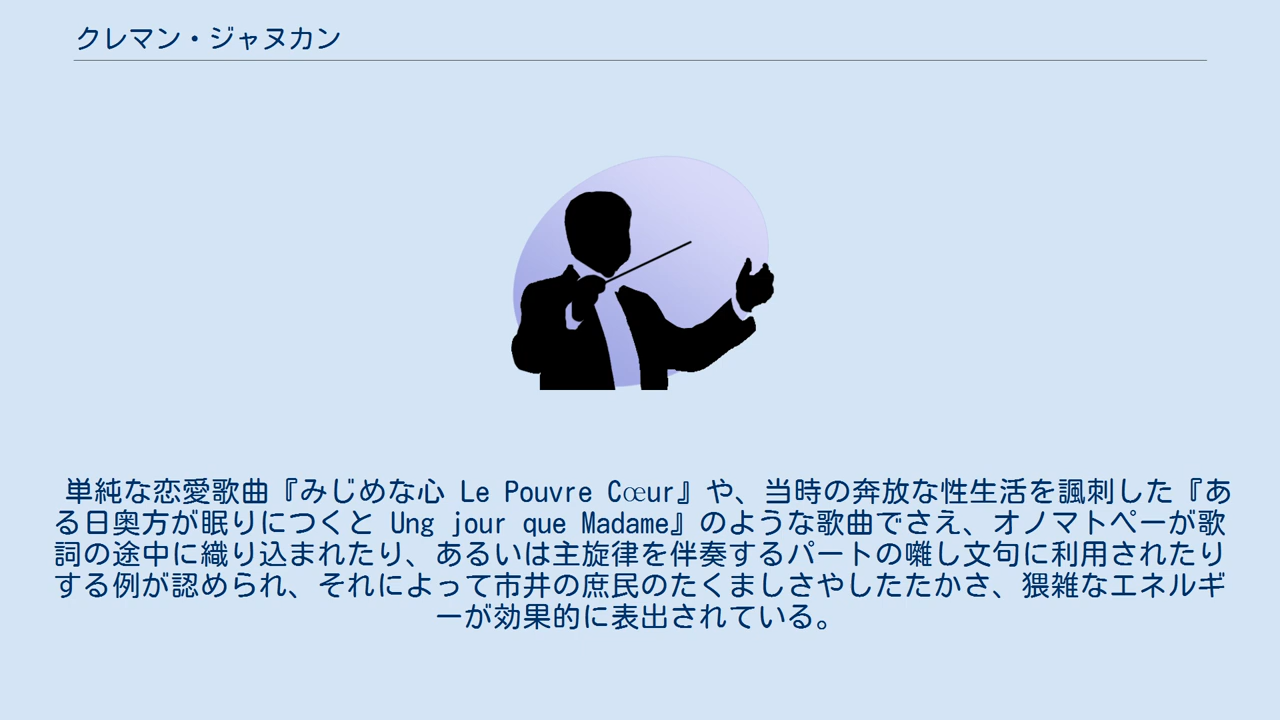 クレマン・ジャヌカン
単純な恋愛歌曲『みじめな心 Le Pouvre Cœur』や、当時の奔放な性生活を諷刺した『あ
る日奥方が眠りにつくと Ung jour que Madame』のような歌曲でさえ、オノマトペーが歌
詞の途中に織り込まれたり、あるいは主旋律を伴奏するパートの囃し文句に利用されたり
する例が認められ、それによって市井の庶民のたくましさやしたたかさ、猥雑なエネルギ
ーが効果的に表出されている。